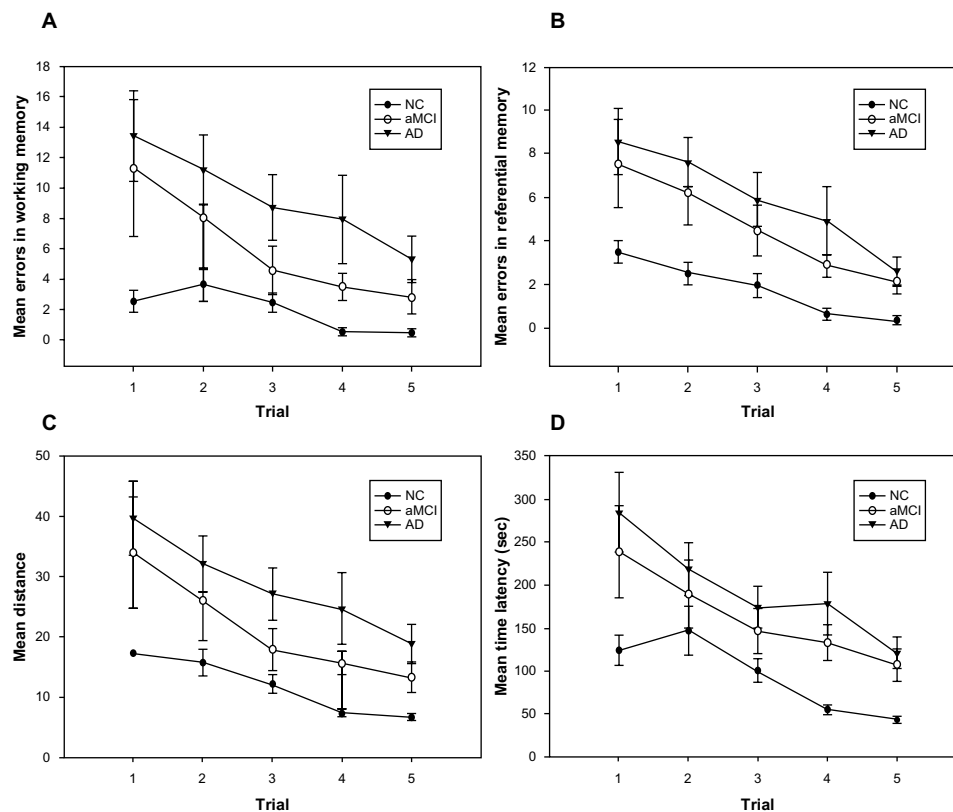 A
Mean errors in working memory
18
16
14
12
10
8
6
4
2
0
NC
aMCI
AD
1 2 3 4 5
Trial
B
Mean errors in referential memory
12
10
8
6
4
2
0
NC
aMCI
AD
1 2 3 4 5
Trial
C
Mean distance
50
40
30
20
10
0
NC
aMCI
AD
1 2 3 4 5
Trial
D
Mean time latency (sec)
350
300
250
200
150
100
50
0
NC
aMCI
AD
1 2 3 4 5
Trial